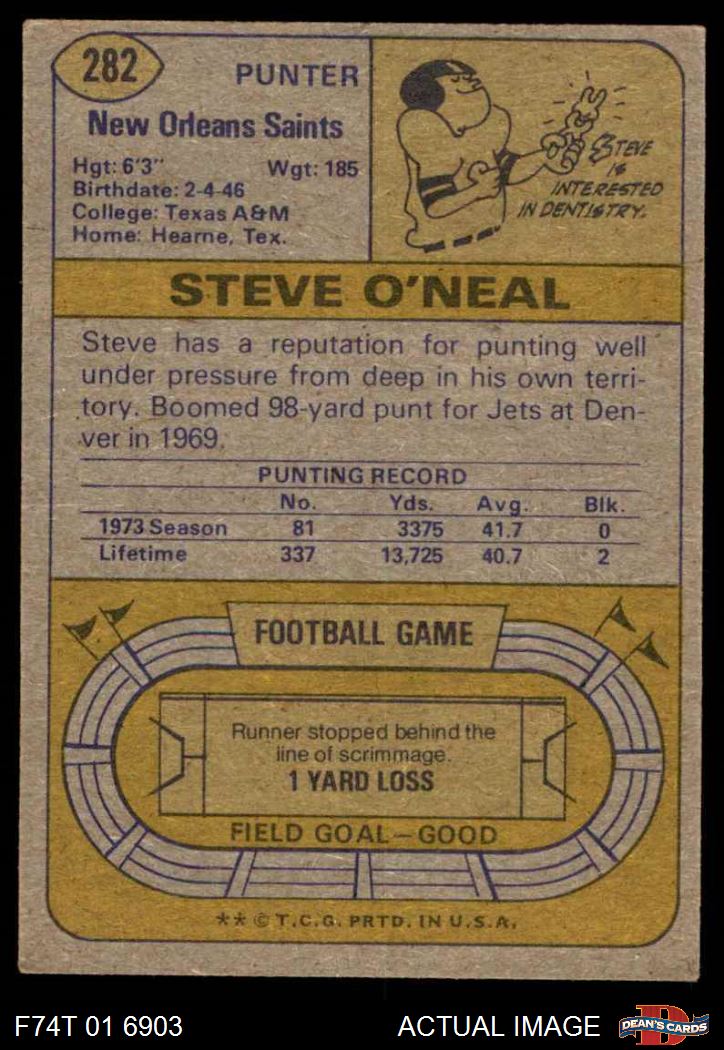 282
PUNTER
New Orleans Saints
Hgt: 6'3" Wgt: 185
Birthdate: 2-4-46
College: Texas A&M
Home: Hearne, Tex.
STEVE
IS
INTERESTED
IN DENTISTRY.
STEVE O'NEAL
Steve has a reputation for punting well
under pressure from deep in his own terri-
tory. Boomed 98-yard punt for Jets at Den-
ver in 1969.
PUNTING RECORD
No. Yds. Avg. Blk.
1973 Season 81 3375 41.7 0
Lifetime 337 13,725 40.7 2
FOOTBALL GAME
Runner stopped behind the
line of scrimmage.
1 YARD LOSS
FIELD GOAL—GOOD
** © T.C.G. PRTD. IN U.S.A.
F74T 01 6903 ACTUAL IMAGE
D
DEAN'S CARDS